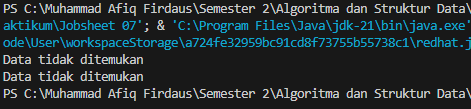 PS C:\Muhammad Afiq Firdaus\Semester 2\Algoritma dan Struktur Data\
aktikum\Jobsheet 07'; & 'C:\Program Files\Java\jdk-21\bin\java.exe'
ode\User\workspaceStorage\a724fe32959bc91cd8f73755b55738c1\redhat.j
Data tidak ditemukan
Data tidak ditemukan
PS C:\Muhammad Afiq Firdaus\Semester 2\Algoritma dan Struktur Data\